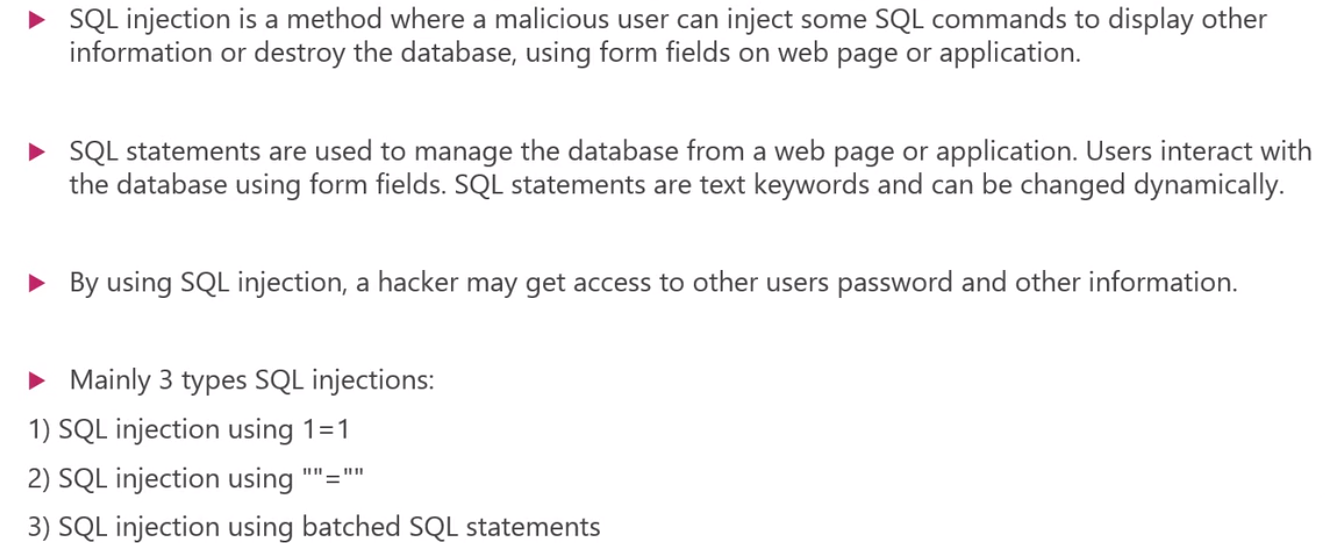 SQL injection is a method where a malicious user can inject some SQL commands to display other
information or destroy the database, using form fields on web page or application.
SQL statements are used to manage the database from a web page or application. Users interact with
the database using form fields. SQL statements are text keywords and can be changed dynamically.
By using SQL injection, a hacker may get access to other users password and other information.
Mainly 3 types SQL injections:
1) SQL injection using 1=1
2) SQL injection using ""=""
3) SQL injection using batched SQL statements